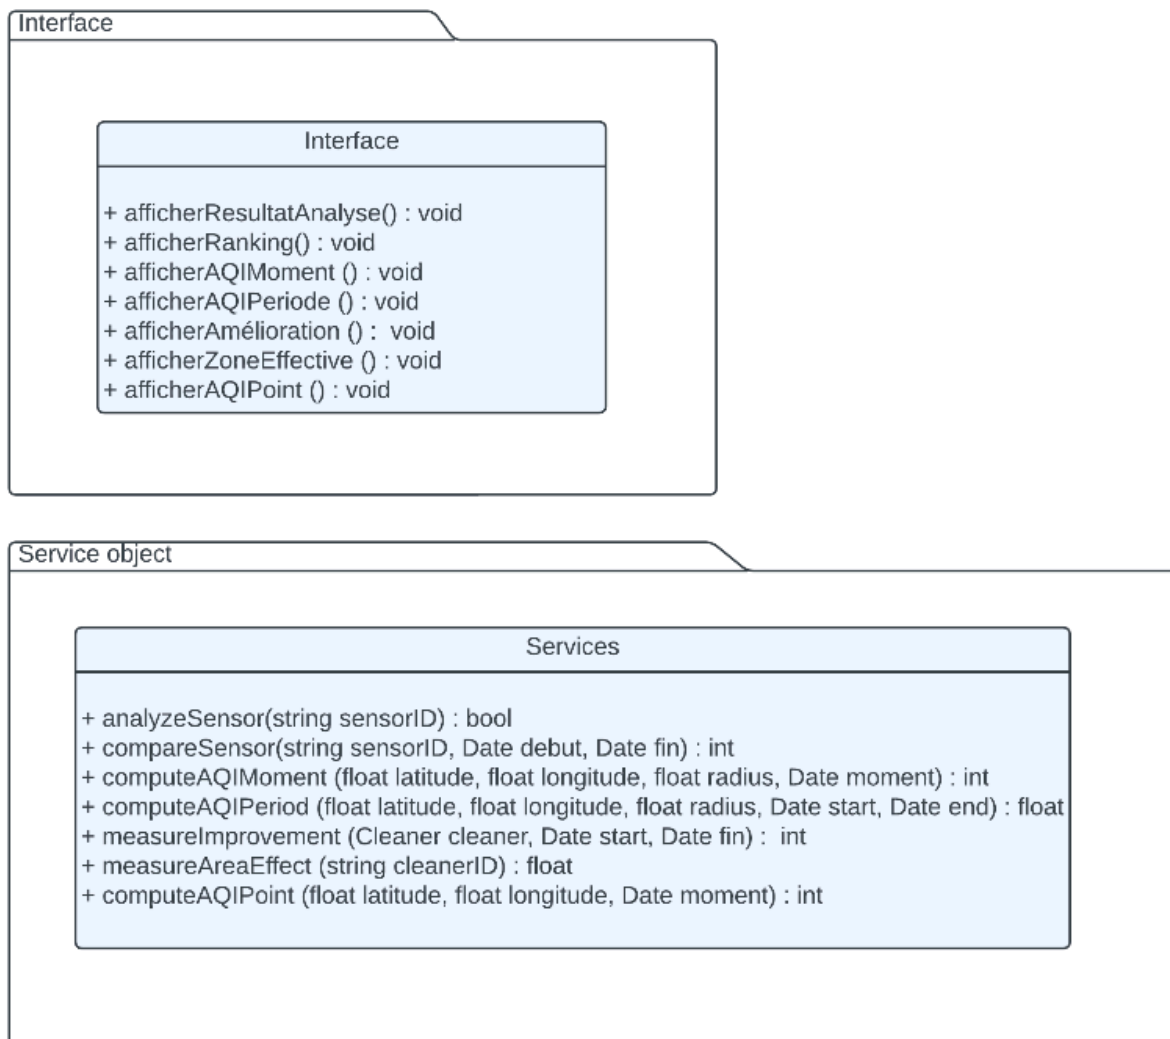 Interface
Interface
+ afficherResultatAnalyse() : void
+ afficherRanking() : void
+ afficherAQIMoment () : void
+ afficherAQIPeriode () : void
+ afficherAmélioration () :  void
+ afficherZoneEffective () : void
+ afficherAQIPoint () : void
Service object
Services
+ analyzeSensor(string sensorID) : bool
+ compareSensor(string sensorID, Date debut, Date fin) : int
+ computeAQIMoment (float latitude, float longitude, float radius, Date moment) : int
+ computeAQIPeriod (float latitude, float longitude, float radius, Date start, Date end) : float
+ measureImprovement (Cleaner cleaner, Date start, Date fin) :  int
+ measureAreaEffect (string cleanerID) : float
+ computeAQIPoint (float latitude, float longitude, Date moment) : int